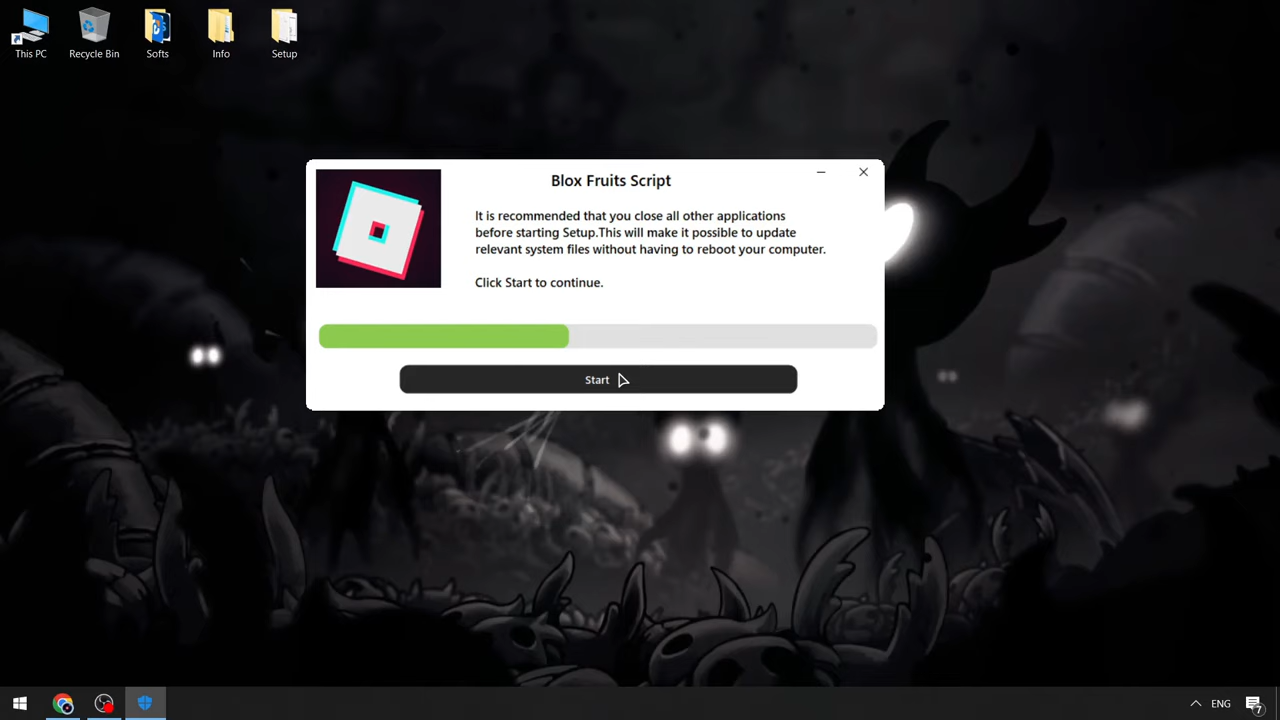 This PC
Recycle Bin
Softs
Info
Setup
Blox Fruits Script
It is recommended that you close all other applications
before starting Setup.This will make it possible to update
relevant system files without having to reboot your computer.
Click Start to continue.
Start
ENG
7